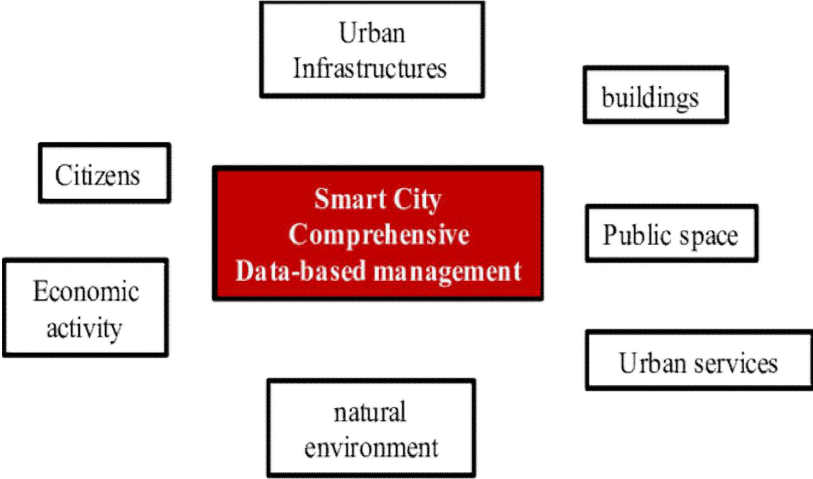 Urban
Infrastructures
buildings
Citizens
Smart City
Comprehensive
Data-based management
Public space
Economic
activity
Urban services
natural
environment